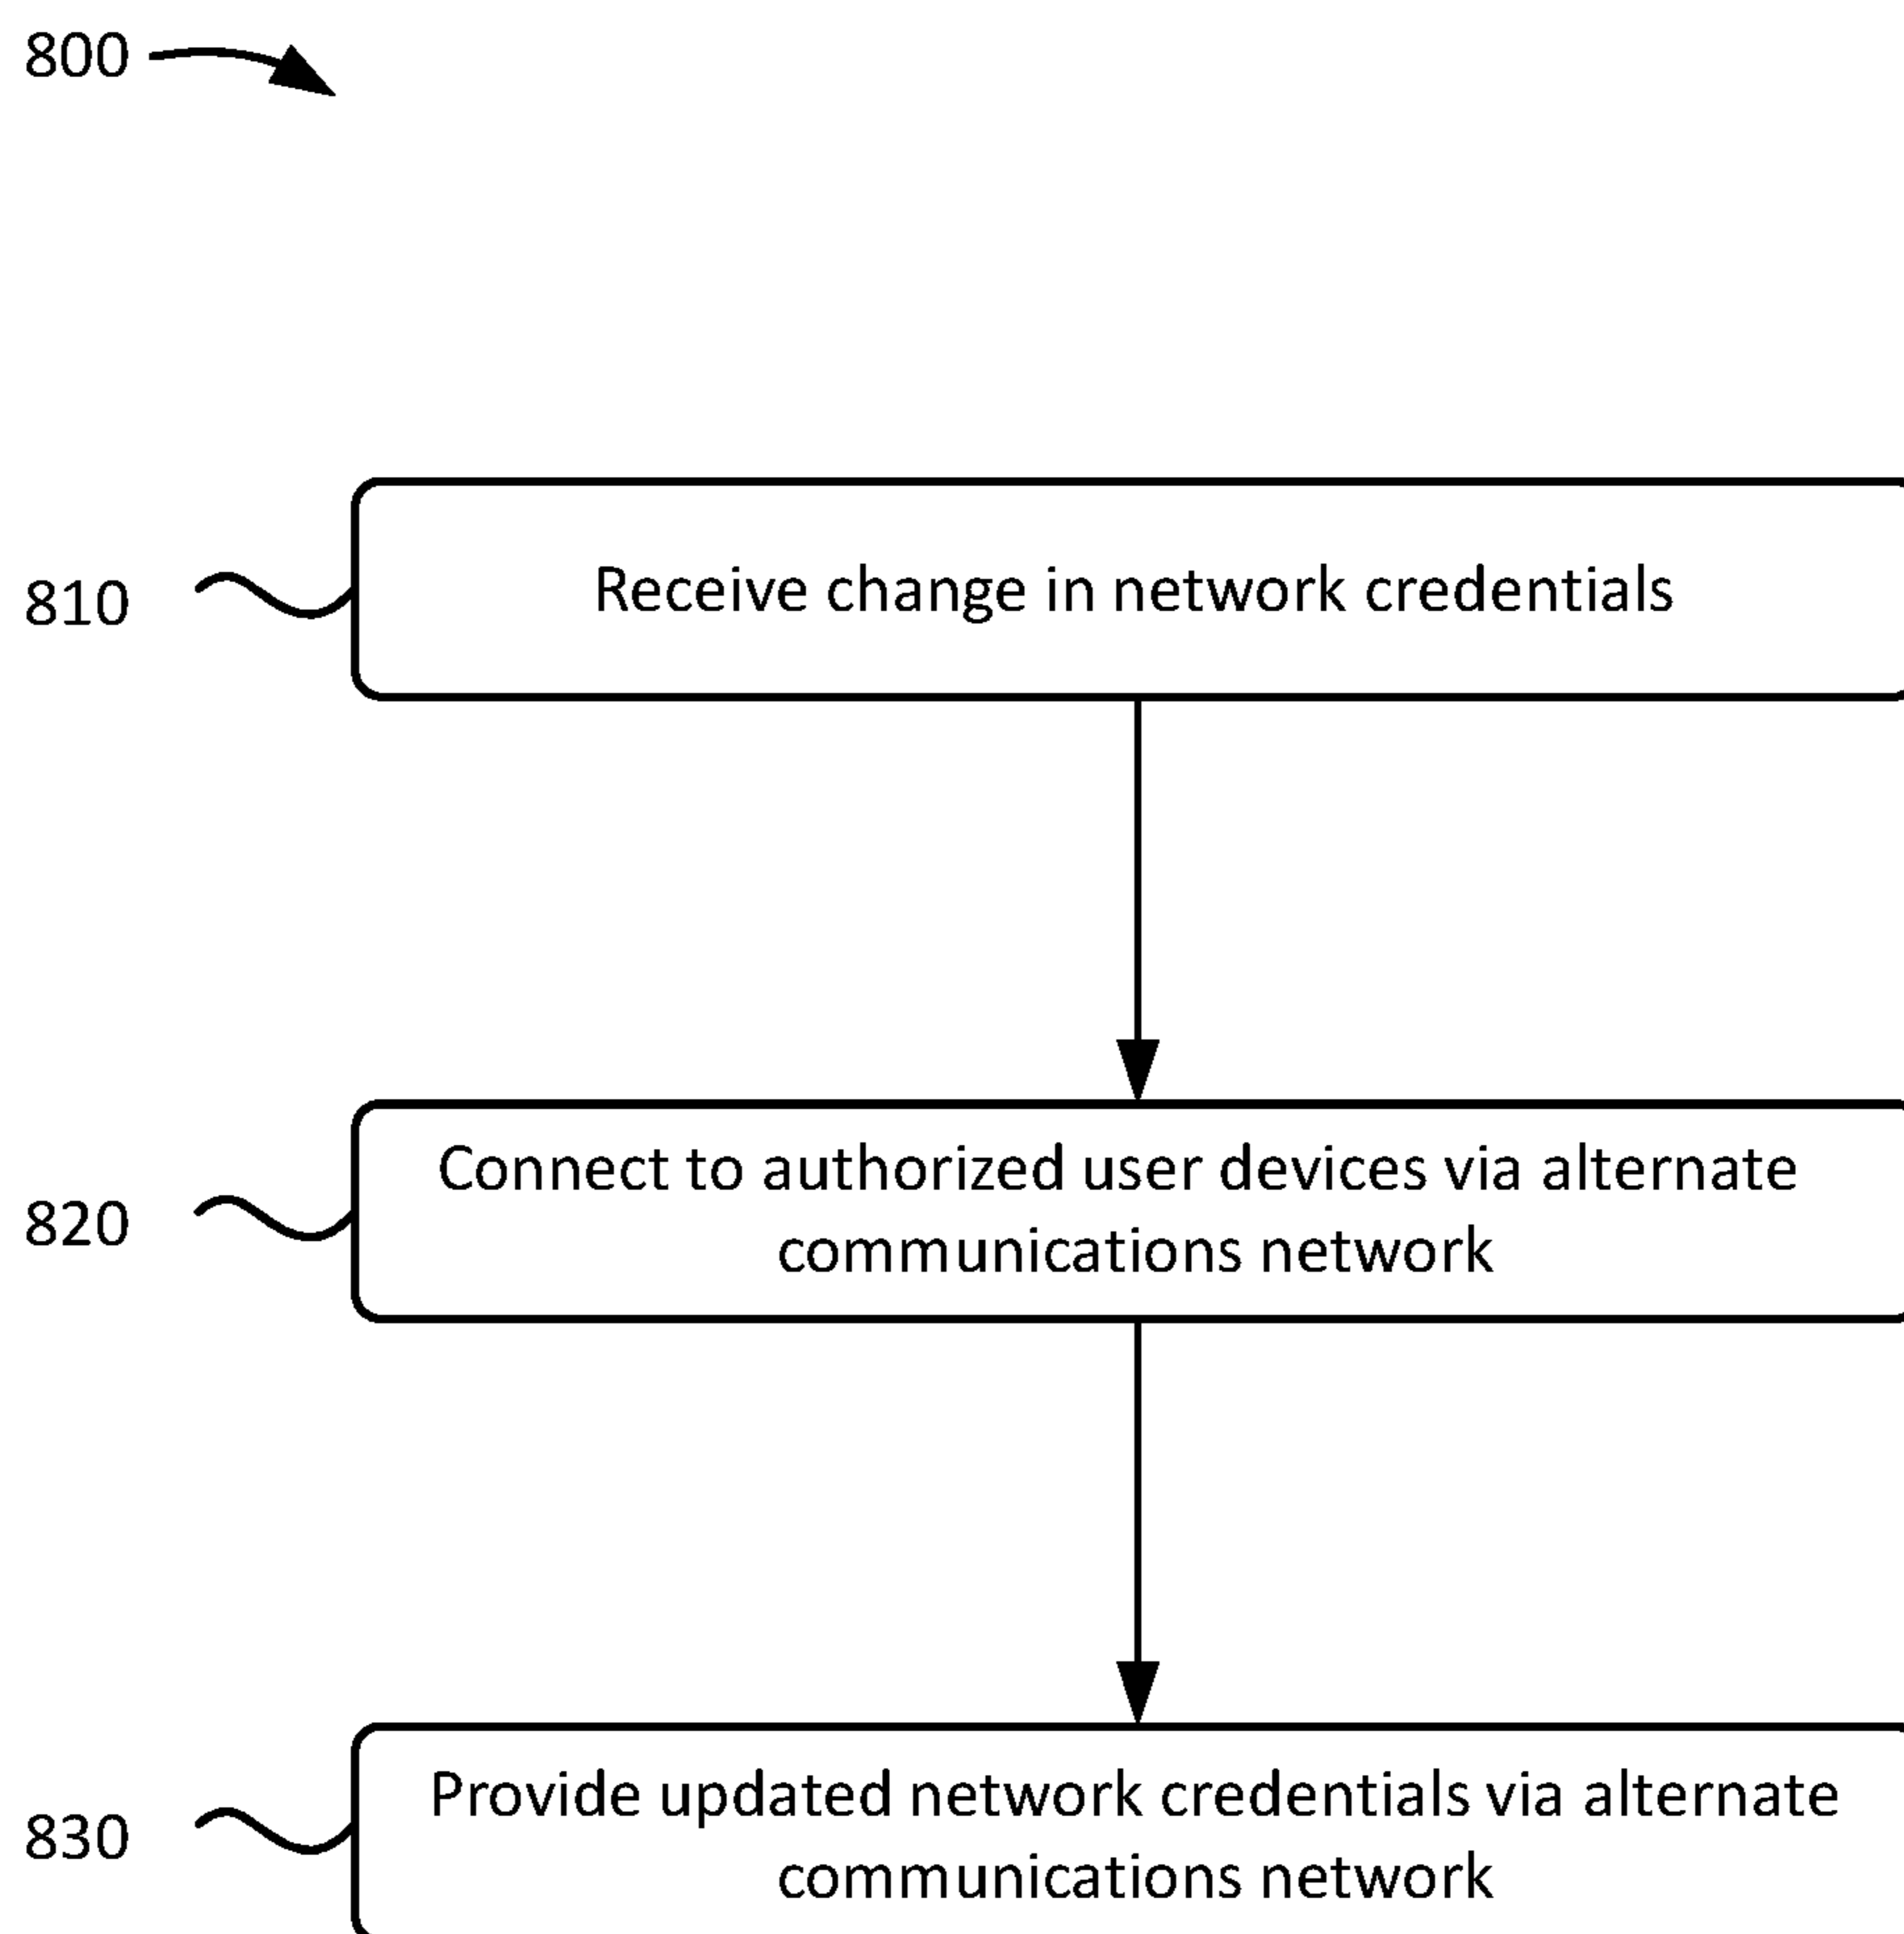 800
810
Receive change in network credentials
820
Connect to authorized user devices via alternate
communications network
830
Provide updated network credentials via alternate
communications network